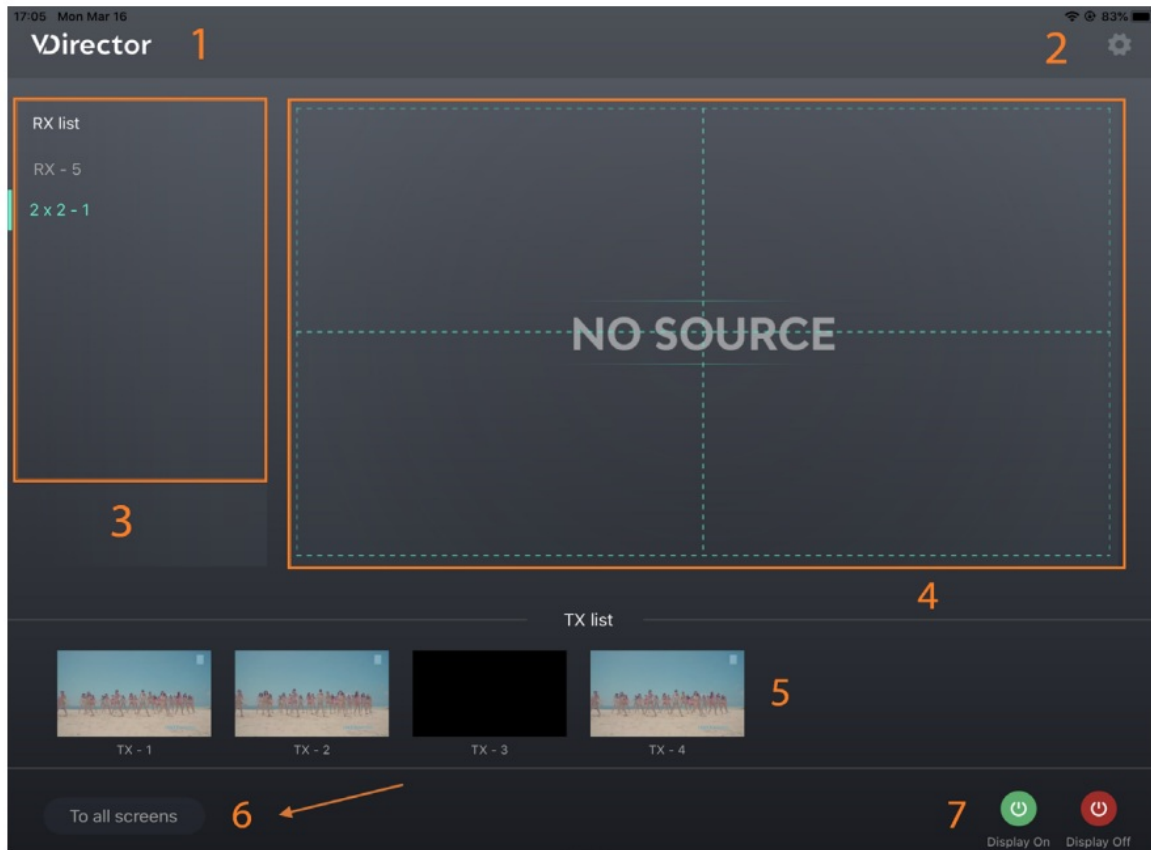 17:05 Mon Mar 16
83%
VDirector
1
2
RX list
RX - 5
2 x 2 - 1
3
NO SOURCE
4
TX list
5
TX - 1
TX - 2
TX - 3
TX - 4
To all screens
6
7
Display On
Display Off